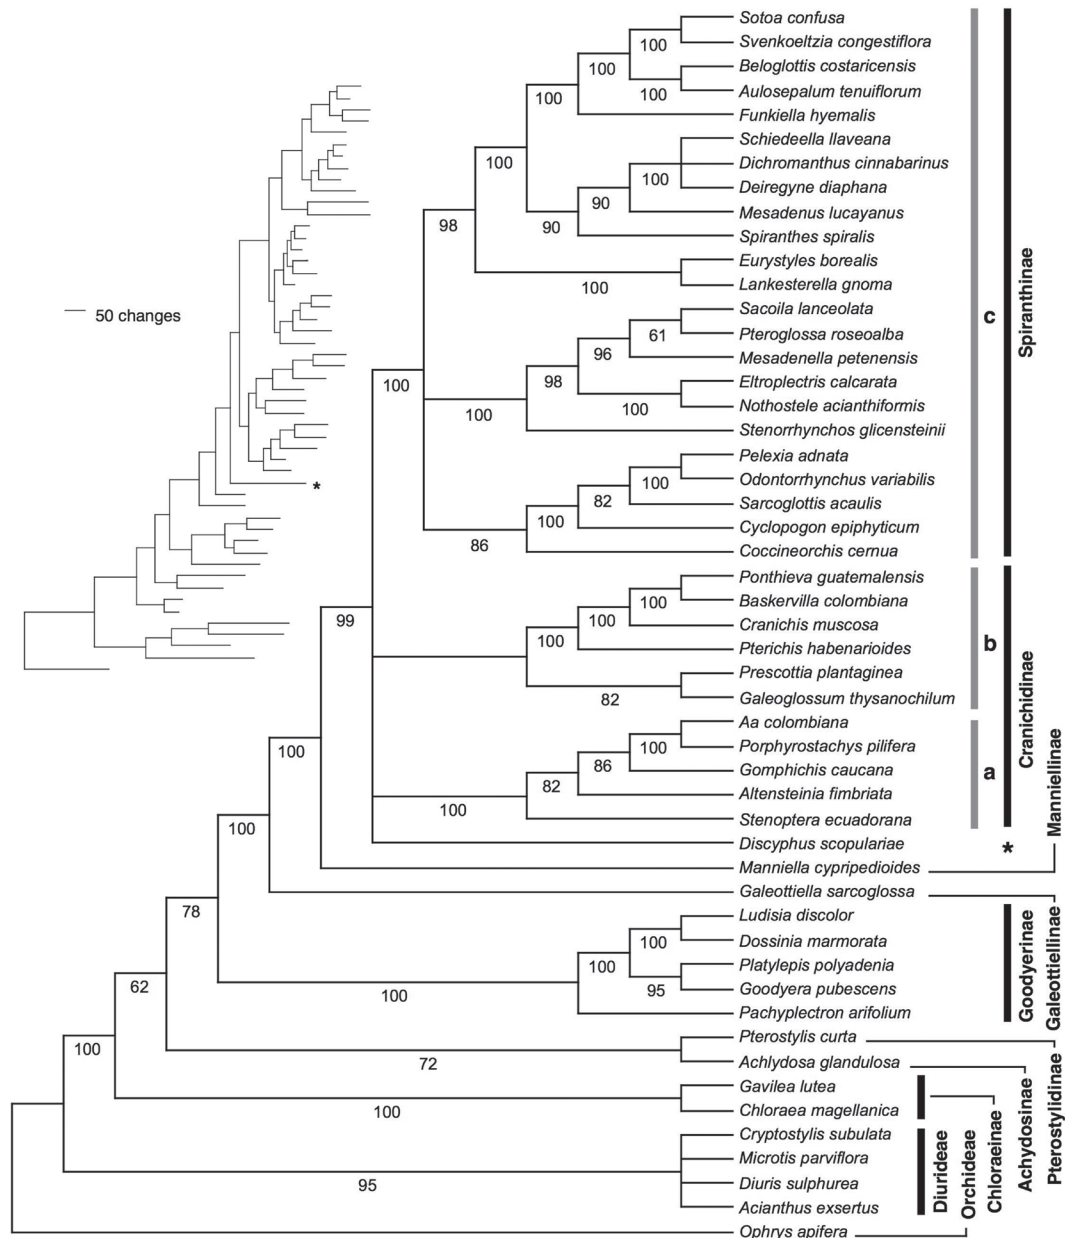 Sotoa confusa
100
Svenkoeltzia congestiflora
100
Beloglottis costaricensis
100
Aulosepalum tenuiflorum
100
Funkiella hyemalis
Schiedeella llaveana
100
Dichromanthus cinnabarinus
100
Deiregyne diaphana
90
Mesadenus lucayanus
98
90
Spiranthes spiralis
Eurystyles borealis
100
Lankesterella gnoma
50 changes
Sacoila lanceolata
c
Spiranthinae
61
Pteroglossa roseoalba
96
Mesadenella petenensis
98
Eltroplectris calcarata
100
100
100
Nothostele acianthiformis
Stenorrhynchos glicensteinii
Pelexia adnata
100
Odontorrhynchus variabilis
*
82
Sarcoglottis acaulis
100
Cyclopogon epiphyticum
86
Coccineorchis cernua
Ponthieva guatemalensis
100
Baskervilla colombiana
99
100
Cranichis muscosa
100
Pterichis habenarioides
b
Prescottia plantaginea
82
Galeoglossum thysanochilum
Cranichidinae
Aa colombiana
100
100
Porphyrostachys pilifera
86
Gomphichis caucana
a
82
Altensteinia fimbriata
100
Stenoptera ecuadorana
Manniellinae
100
Discyphus scopulariae
*
Manniella cypripedioides
Galeottiella sarcoglossa
78
Ludisia discolor
100
Dossinia marmorata
100
Platylepis polyadenia
Goodyerinae
Galeottiellinae
62
100
95
Goodyera pubescens
Pachyplectron arifolium
Pterostylis curta
100
72
Achlydosa glandulosa
Gavilea lutea
100
Chloraea magellanica
Cryptostylis subulata
Microtis parviflora
95
Diuris sulphurea
Acianthus exsertus
Diurideae
Orchideae
Chloraeinae
Achydosinae
Pterostylidinae
Ophrys apifera